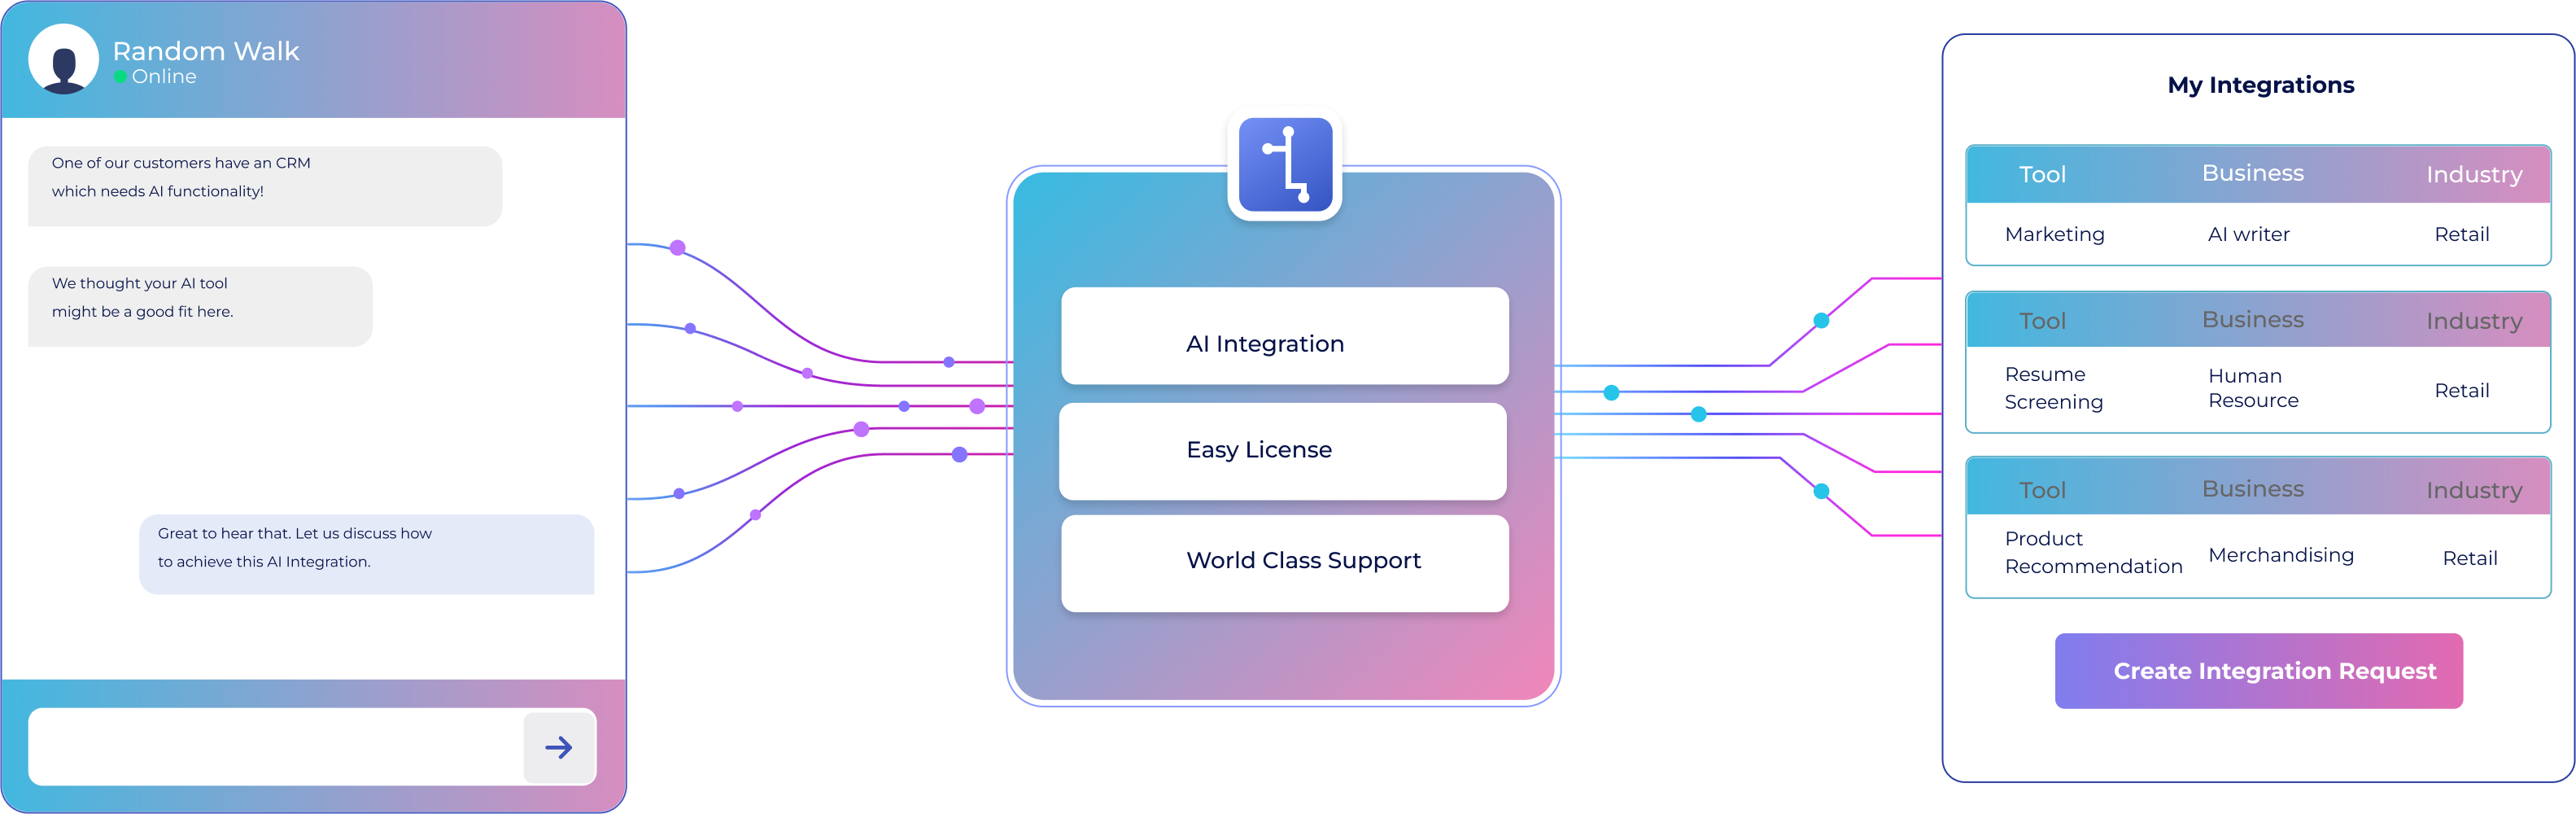 Random Walk
Online
One of our customers have an CRM
which needs AI functionality!
We thought your AI tool
might be a good fit here.
Great to hear that. Let us discuss how
to achieve this AI Integration.
AI Integration
Easy License
World Class Support
My Integrations
Tool Business Industry
Marketing AI writer Retail
Tool Business Industry
Resume
Screening
Human
Resource
Retail
Tool Business Industry
Product
Recommendation
Merchandising
Retail
Create Integration Request